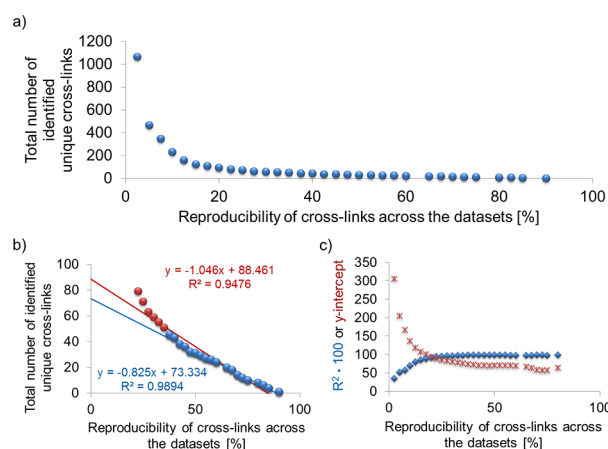 a)
Total number of
identified
unique cross-links
1200
1000
800
600
400
200
0
0 20 40 60 80 100
Reproducibility of cross-links across the datasets [%]
b)
Total number of identified
unique cross-links
100
80
60
40
20
0
y = -1.046x + 88.461
R² = 0.9476
y = -0.825x + 73.334
R² = 0.9894
0 50 100
Reproducibility of cross-links across
the datasets [%]
c)
R² · 100 or y-intercept
350
300
250
200
150
100
50
0
0 50 100
Reproducibility of cross-links across
the datasets [%]